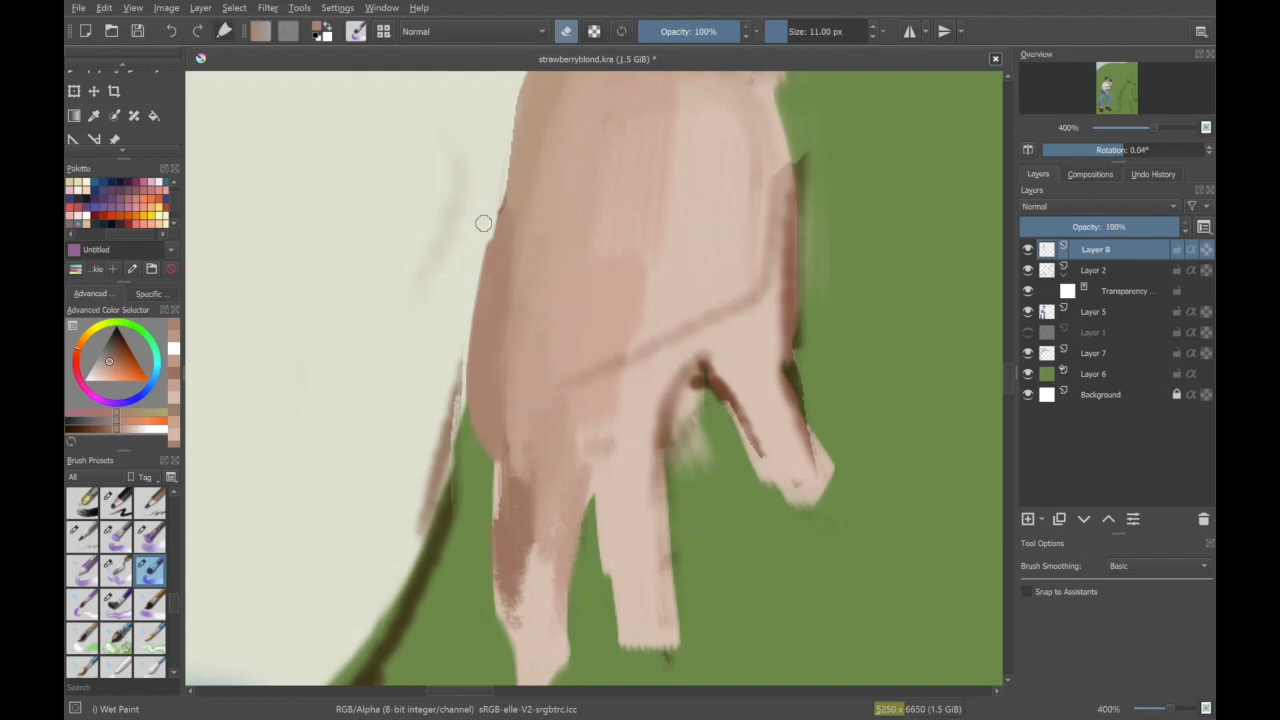 File Edit View Image Layer Select Filter Tools Settings Window Help
Normal
Opacity: 100%
Size: 11.00 px
strawberryblond.kra (1.5 GiB) *
Overview
400%
Rotation: 0.04°
Layers Compositions Undo History
Layers
Normal
Opacity: 100%
Layer 8
Layer 2
Transparency ...
Layer 5
Layer 1
Layer 7
Layer 6
Background
Tool Options
Brush Smoothing: Basic
Snap to Assistants
Palette
Untitled
...kie
Advanced ... Specific ...
Advanced Color Selector
Brush Presets
All
Tag
Search
i) Wet Paint
RGB/Alpha (8-bit integer/channel) sRGB-elle-V2-srgbtrc.icc
5250 x 6650 (1.5 GiB)
400%